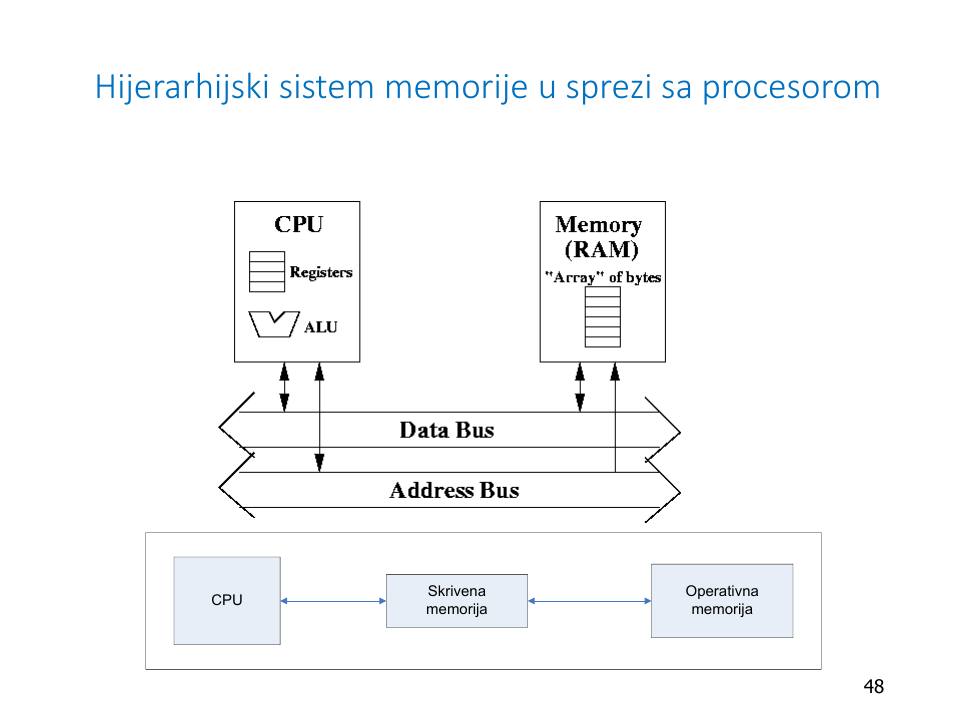 Hijerarhijski sistem memorije u sprezi sa procesorom
CPU
Registers
ALU
Memory
(RAM)
"Array" of bytes
Data Bus
Address Bus
CPU
Skrivena
memorija
Operativna
memorija
48